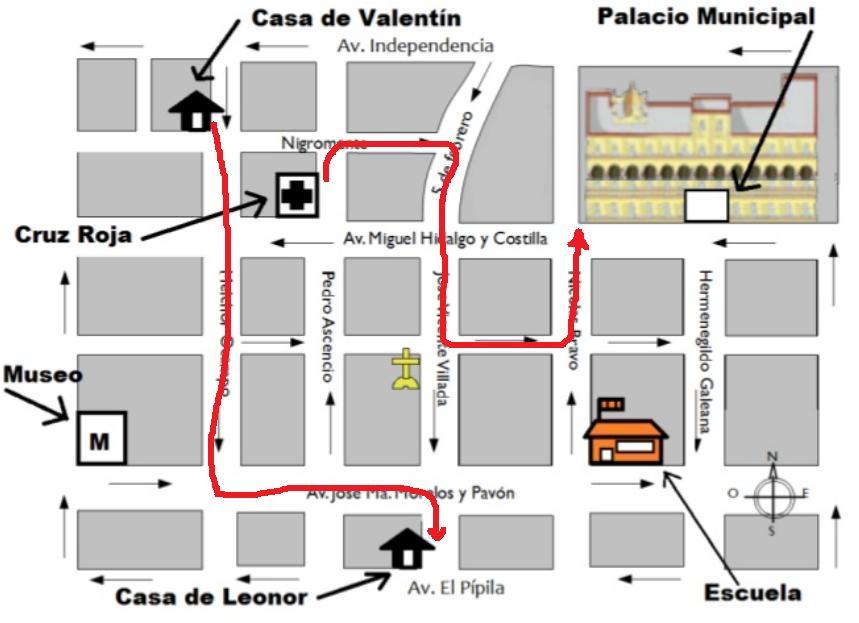 Casa de Valentín
Palacio Municipal
Av. Independencia
Nigromante
5 de febrero
Cruz Roja
Av. Miguel Hidalgo y Costilla
Melchor Ocampo
Pedro Ascencio
José Vicente Villada
Nicolás Bravo
Hermenegildo Galeana
Museo
M
N
O
E
S
Av. José Ma. Morelos y Pavón
Casa de Leonor
Av. El Pípila
Escuela